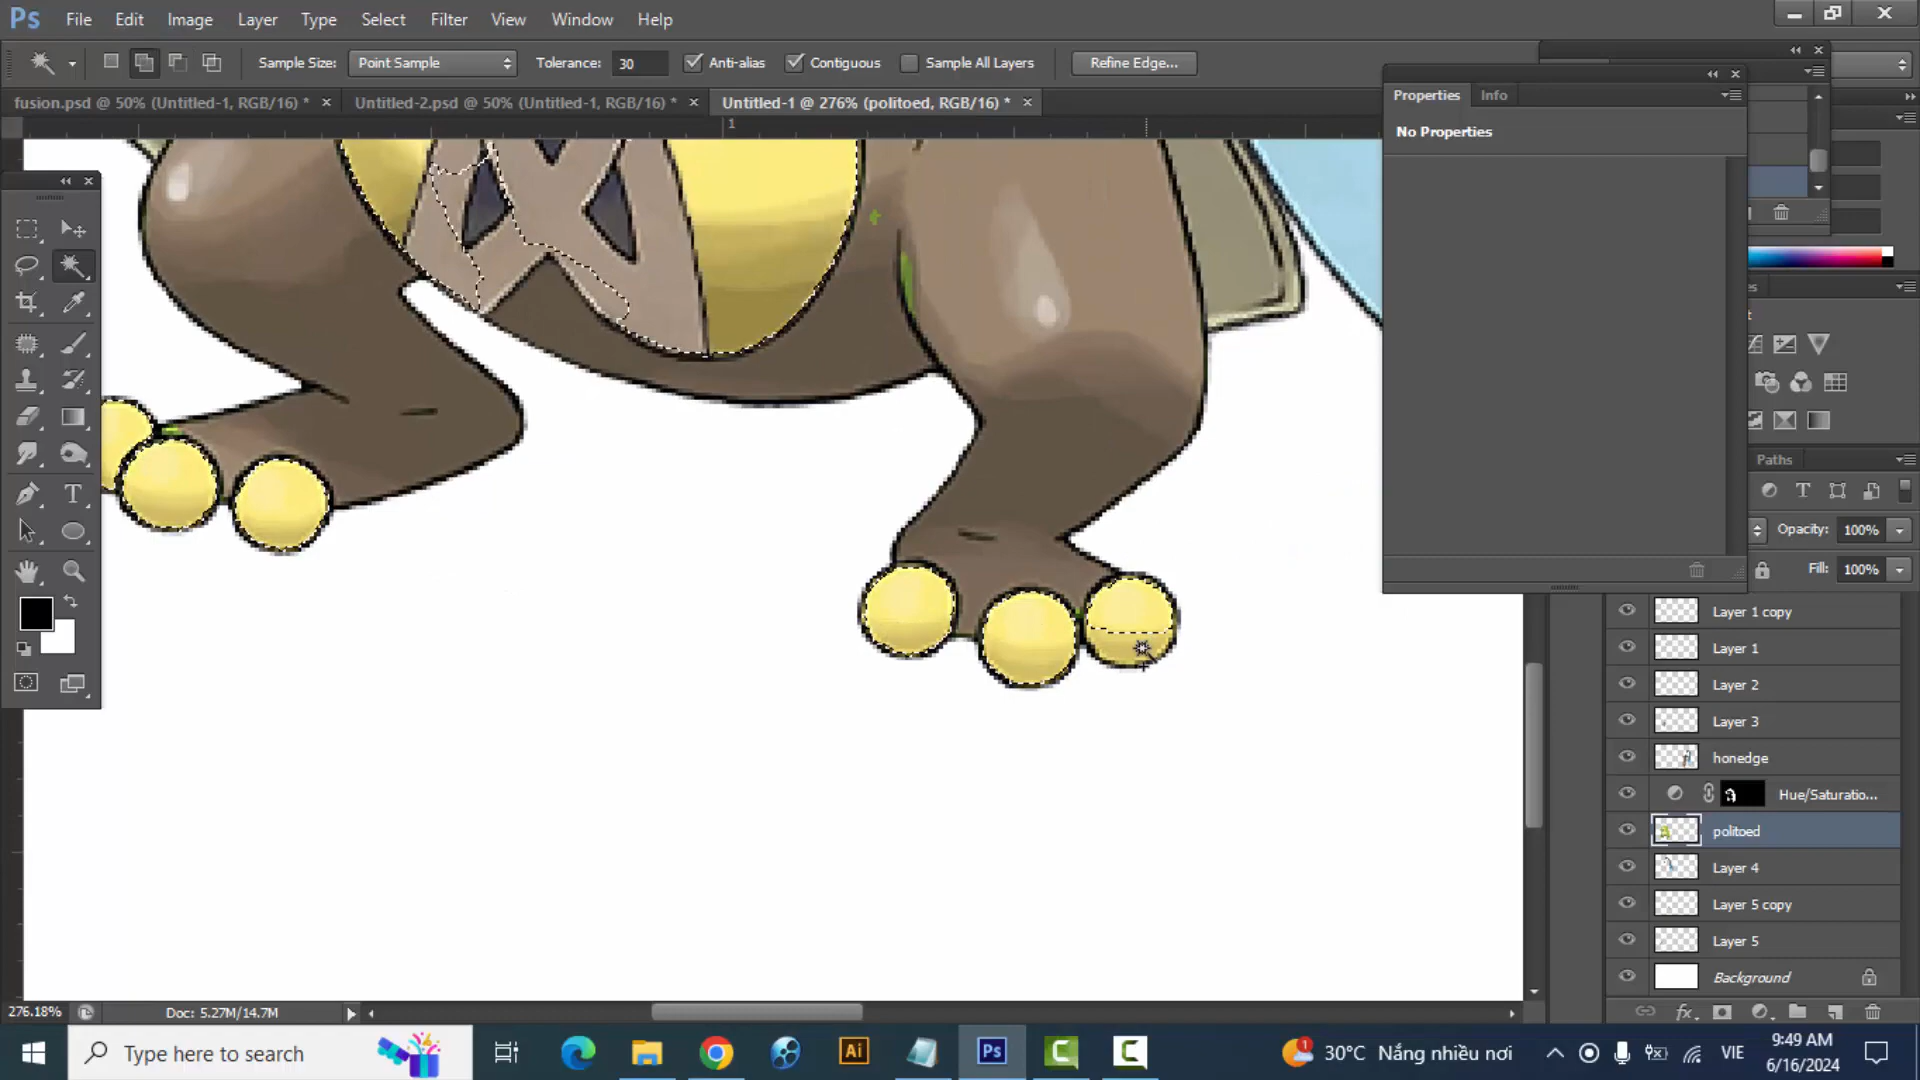 Ps File Edit Image Layer Type Select Filter View Window Help
Sample Size: Point Sample Tolerance: 30 Anti-alias Contiguous Sample All Layers Refine Edge...
fusion.psd @ 50% (Untitled-1, RGB/16) * × Untitled-2.psd @ 50% (Untitled-1, RGB/16) * × Untitled-1 @ 276% (politoed, RGB/16) * ×
1
Properties Info
No Properties
Paths
Opacity: 100%
Fill: 100%
Layer 1 copy
Layer 1
Layer 2
Layer 3
honedge
Hue/Saturatio...
politoed
Layer 4
Layer 5 copy
Layer 5
Background
276.18% Doc: 5.27M/14.7M
Type here to search
Ai
Ps
1
30°C Nắng nhiều nơi
VIE
9:49 AM
6/16/2024